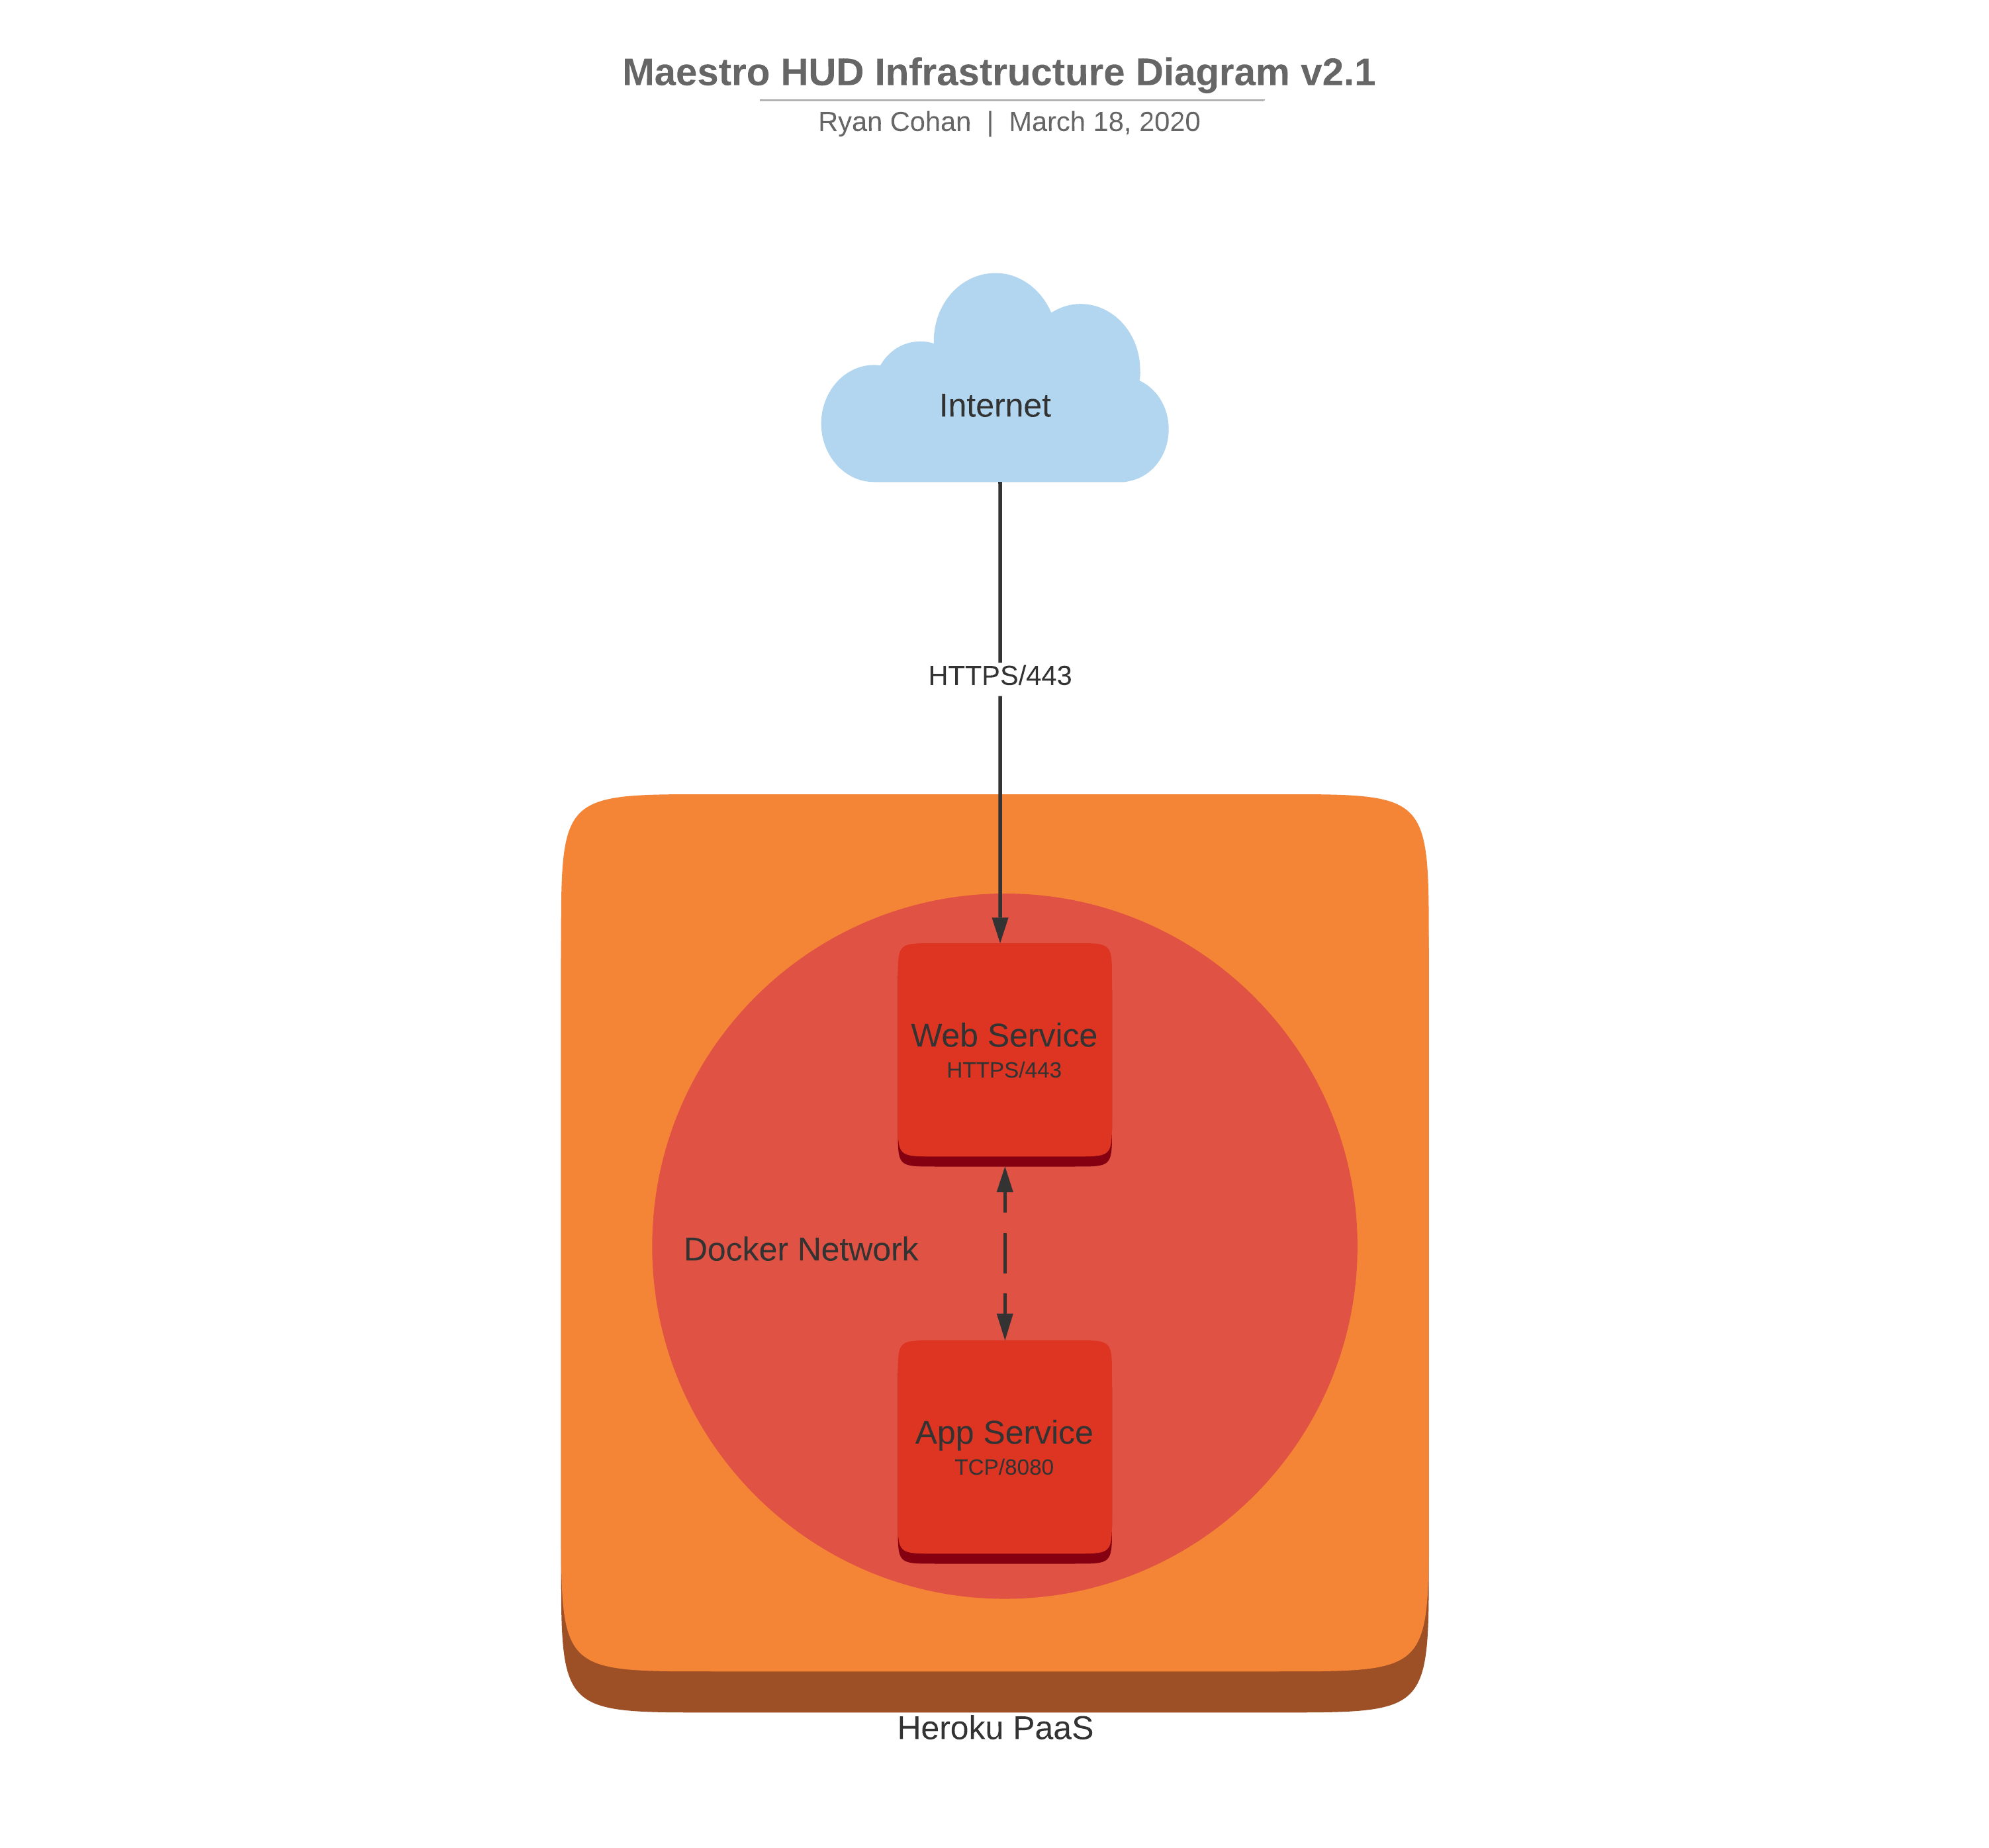 Maestro HUD Infrastructure Diagram v2.1
Ryan Cohan | March 18, 2020
Internet
HTTPS/443
Web Service
HTTPS/443
Docker Network
App Service
TCP/8080
Heroku PaaS